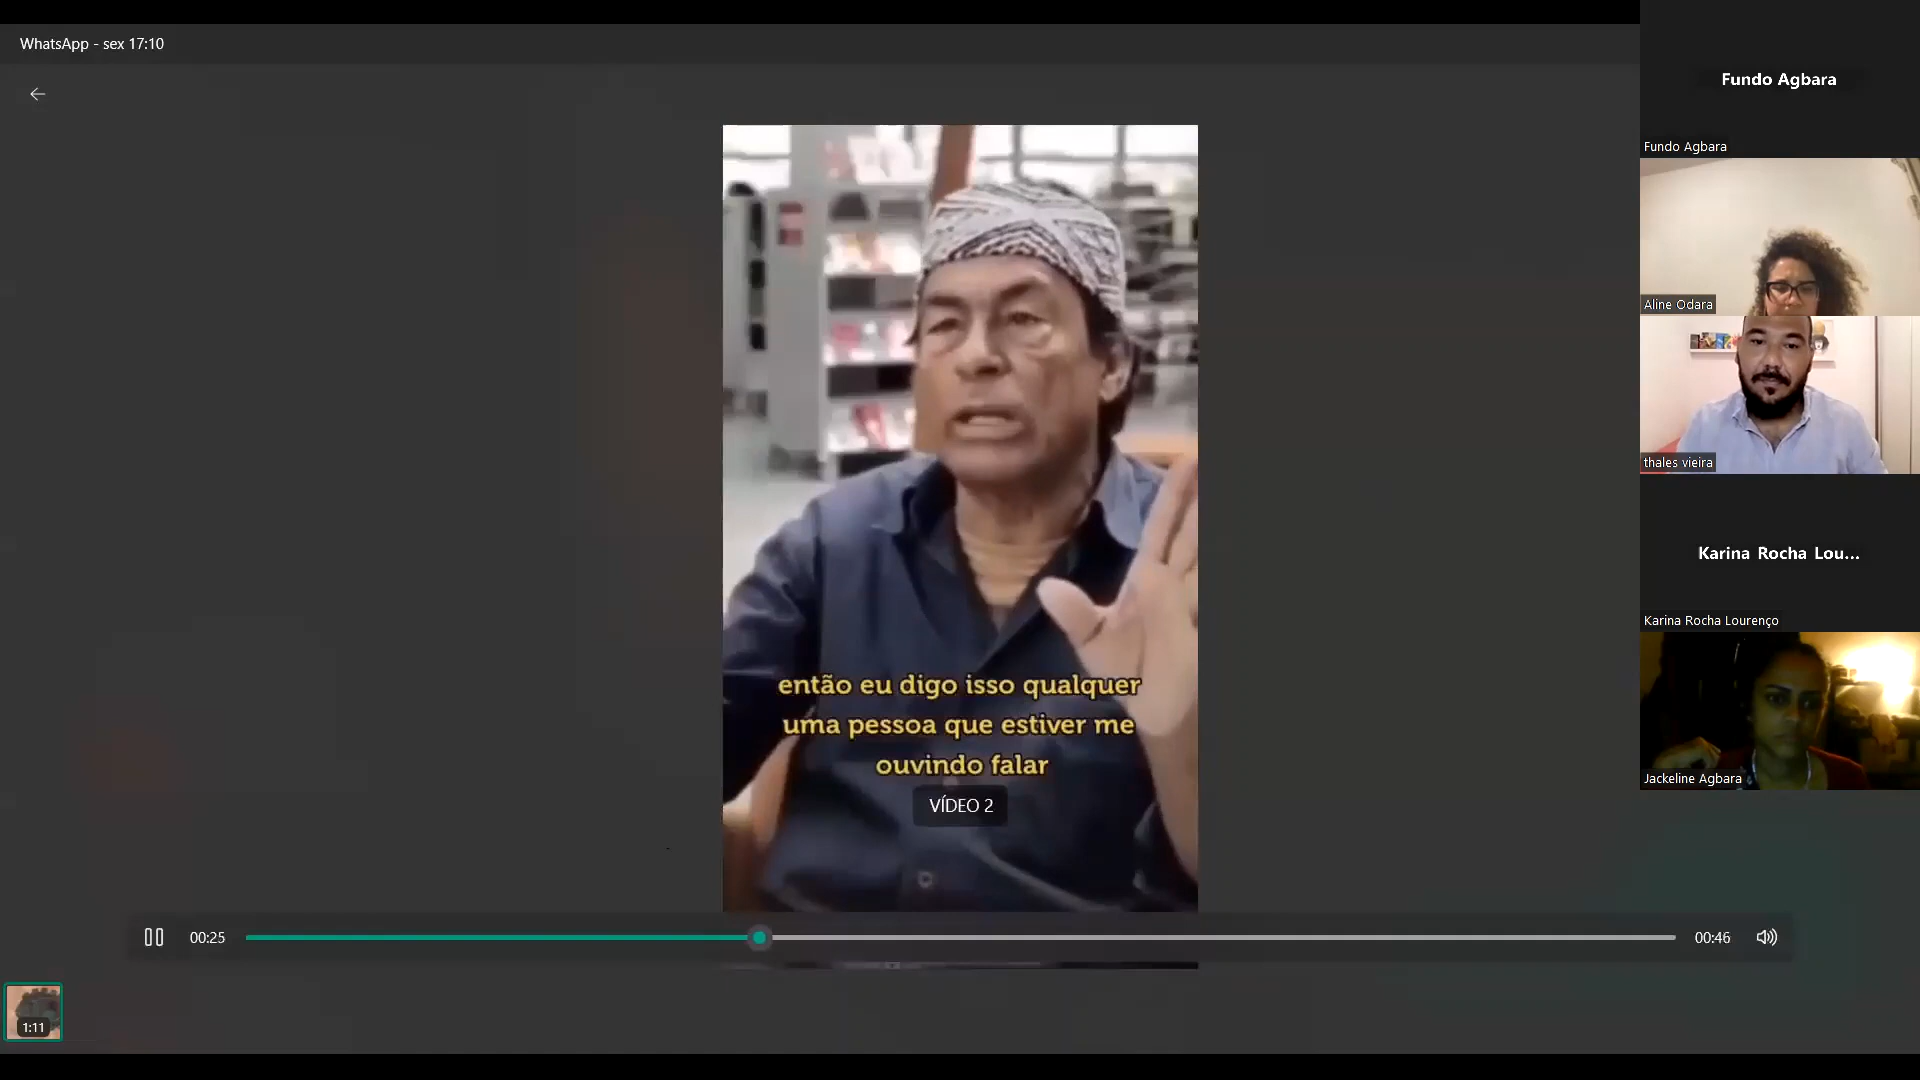 WhatsApp - sex 17:10
então eu digo isso qualquer
uma pessoa que estiver me
ouvindo falar
VÍDEO 2
00:25
00:46
1:11
Fundo Agbara
Fundo Agbara
Aline Odara
thales vieira
Karina Rocha Lou...
Karina Rocha Lourenço
Jackeline Agbara